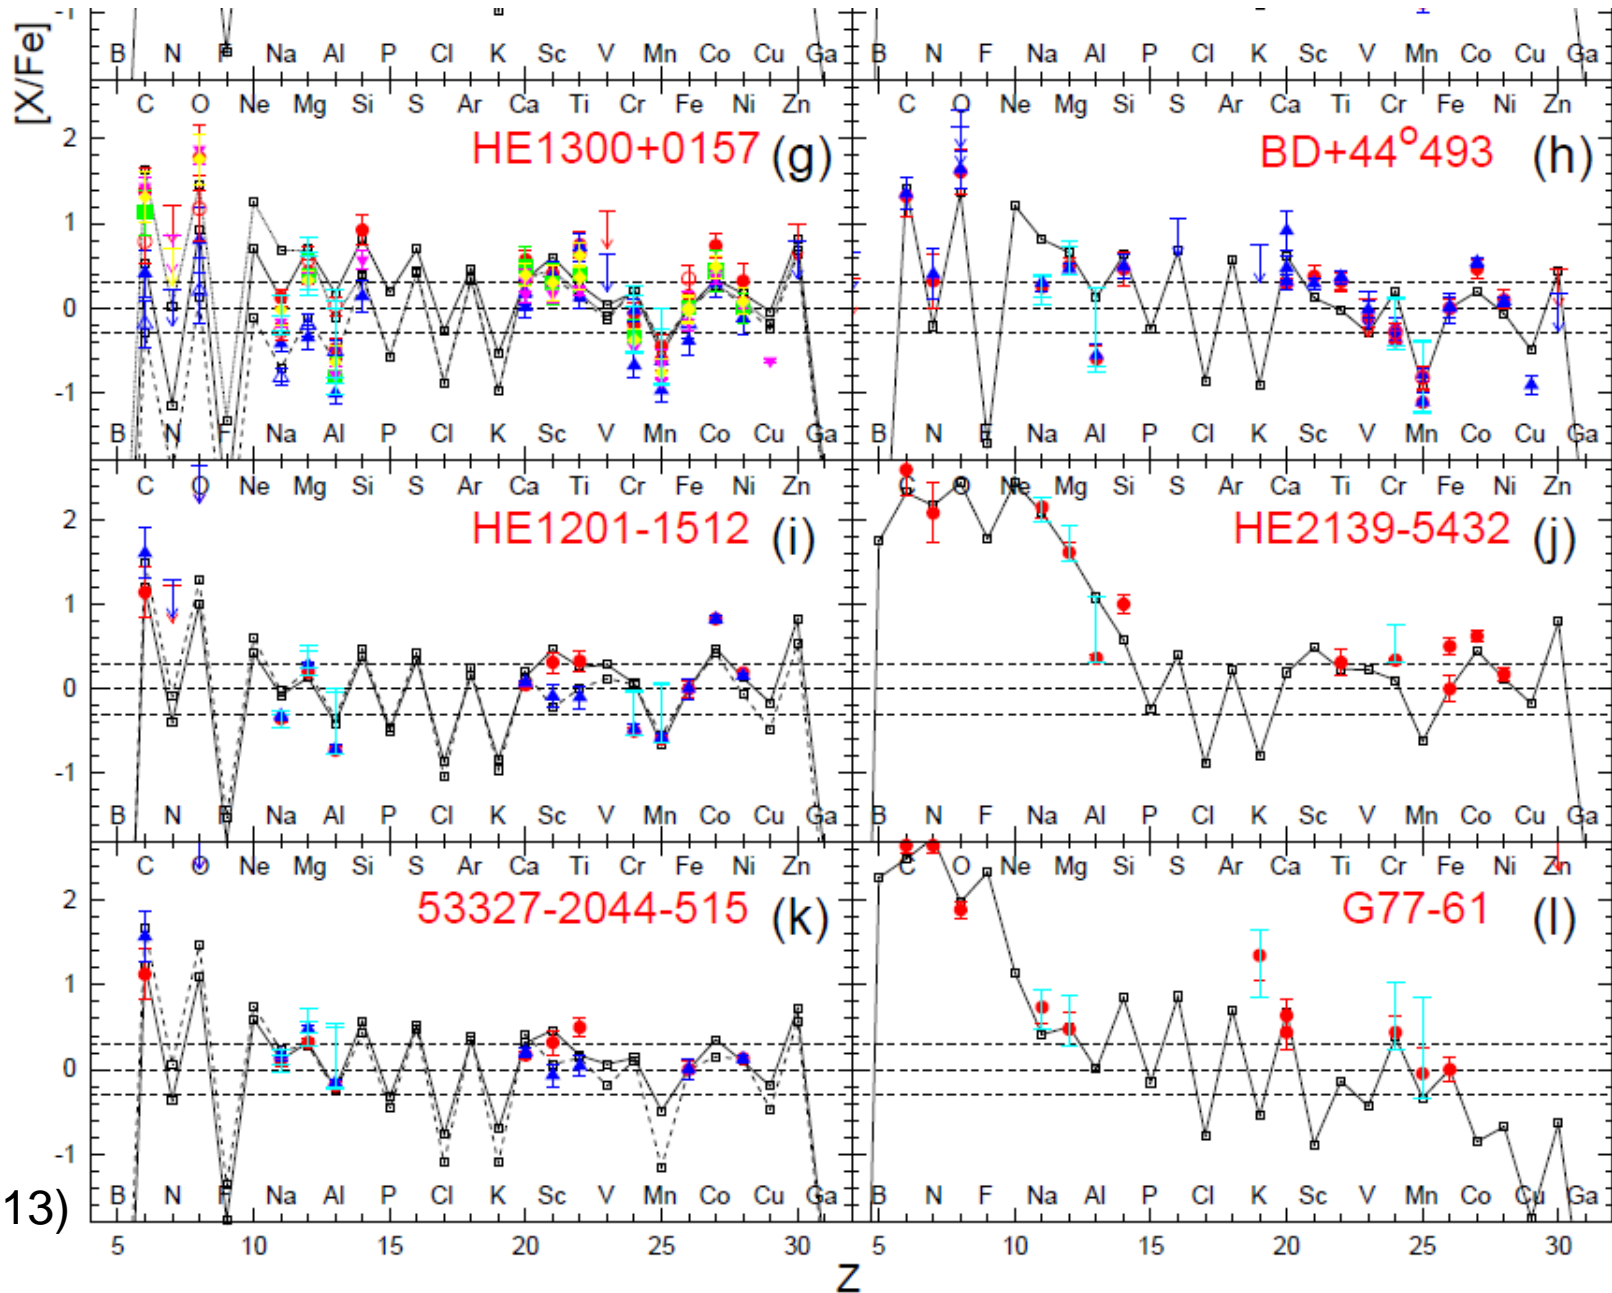 -1
B N F Na Al P Cl K Sc V Mn Co Cu Ga
B N F Na Al P Cl K Sc V Mn Co Cu Ga
[X/Fe]
C O Ne Mg Si S Ar Ca Ti Cr Fe Ni Zn
HE1300+0157 (g)
2
1
0
-1
B N F Na Al P Cl K Sc V Mn Co Cu Ga
C O Ne Mg Si S Ar Ca Ti Cr Fe Ni Zn
BD+44°493 (h)
B N F Na Al P Cl K Sc V Mn Co Cu Ga
C O Ne Mg Si S Ar Ca Ti Cr Fe Ni Zn
HE1201-1512 (i)
2
1
0
-1
B N F Na Al P Cl K Sc V Mn Co Cu Ga
C O Ne Mg Si S Ar Ca Ti Cr Fe Ni Zn
HE2139-5432 (j)
B N F Na Al P Cl K Sc V Mn Co Cu Ga
C O Ne Mg Si S Ar Ca Ti Cr Fe Ni Zn
53327-2044-515 (k)
2
1
0
-1
B N F Na Al P Cl K Sc V Mn Co Cu Ga
C O Ne Mg Si S Ar Ca Ti Cr Fe Ni Zn
G77-61 (l)
B N F Na Al P Cl K Sc V Mn Co Cu Ga
13)
5 10 15 20 25 30
5 10 15 20 25 30
Z